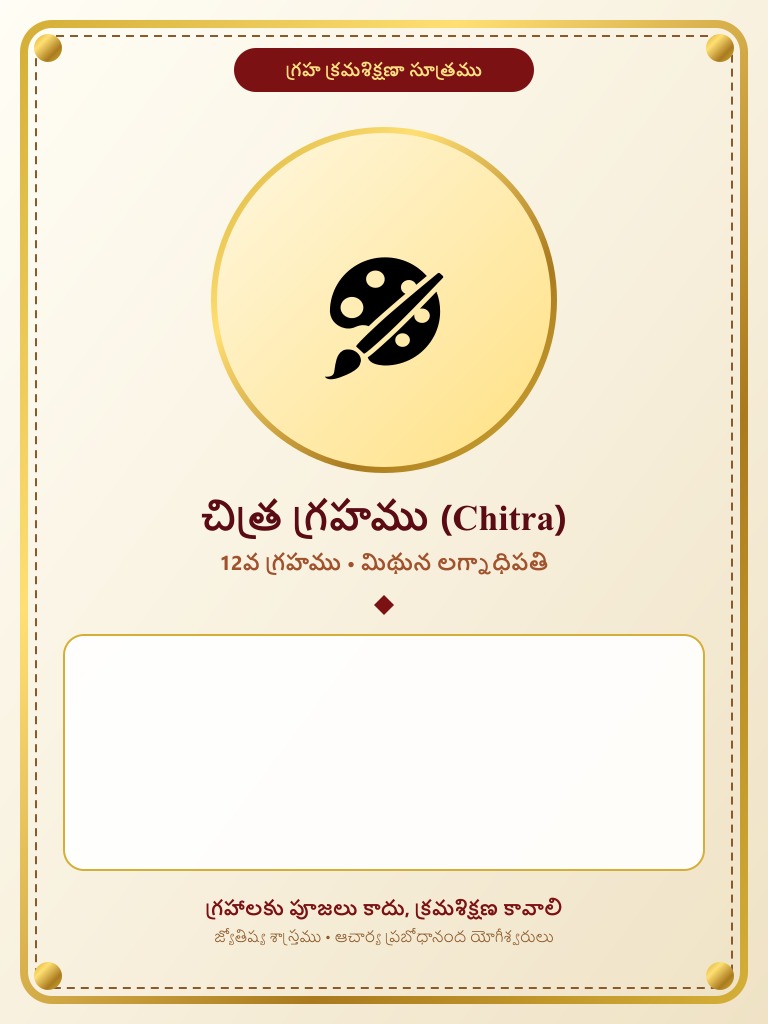 గ్రహ క్రమశిక్షణా సూత్రము
చిత్ర గ్రహము (Chitra)
12వ గ్రహము • మిథున లగ్నాధిపతి
గ్రహాలకు పూజలు కాదు, క్రమశిక్షణ కావాలి
జ్యోతిష్య శాస్త్రము • ఆచార్య ప్రబోధానంద యోగీశ్వరులు